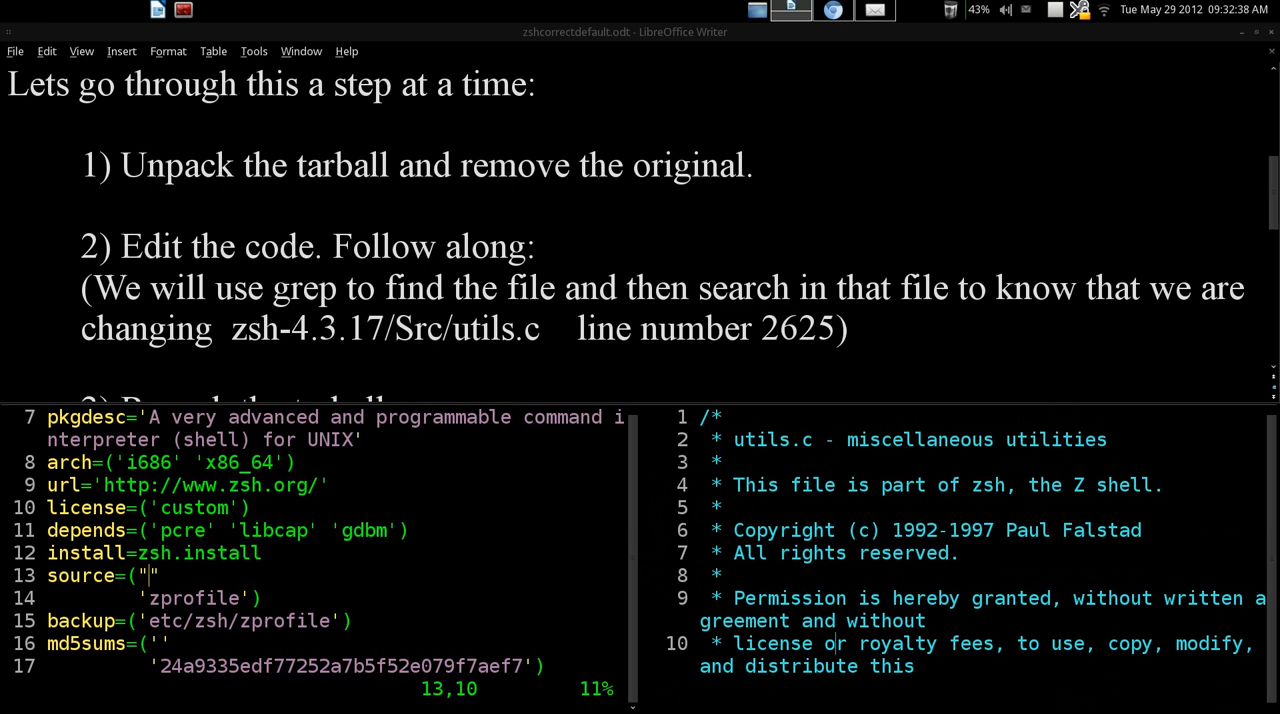 43% Tue May 29 2012 09:32:38 AM
zshcorrectdefault.odt - LibreOffice Writer
File Edit View Insert Format Table Tools Window Help
Lets go through this a step at a time:
1) Unpack the tarball and remove the original.
2) Edit the code. Follow along:
(We will use grep to find the file and then search in that file to know that we are
changing zsh-4.3.17/Src/utils.c line number 2625)
7 pkgdesc='A very advanced and programmable command i
nterpreter (shell) for UNIX'
8 arch=('i686' 'x86_64')
9 url='http://www.zsh.org/'
10 license=('custom')
11 depends=('pcre' 'libcap' 'gdbm')
12 install=zsh.install
13 source=(""
14 'zprofile')
15 backup=('etc/zsh/zprofile')
16 md5sums=(''
17 '24a9335edf77252a7b5f52e079f7aef7')
13,10 11%
1 /*
2 * utils.c - miscellaneous utilities
3 *
4 * This file is part of zsh, the Z shell.
5 *
6 * Copyright (c) 1992-1997 Paul Falstad
7 * All rights reserved.
8 *
9 * Permission is hereby granted, without written a
greement and without
10 * license or royalty fees, to use, copy, modify,
and distribute this